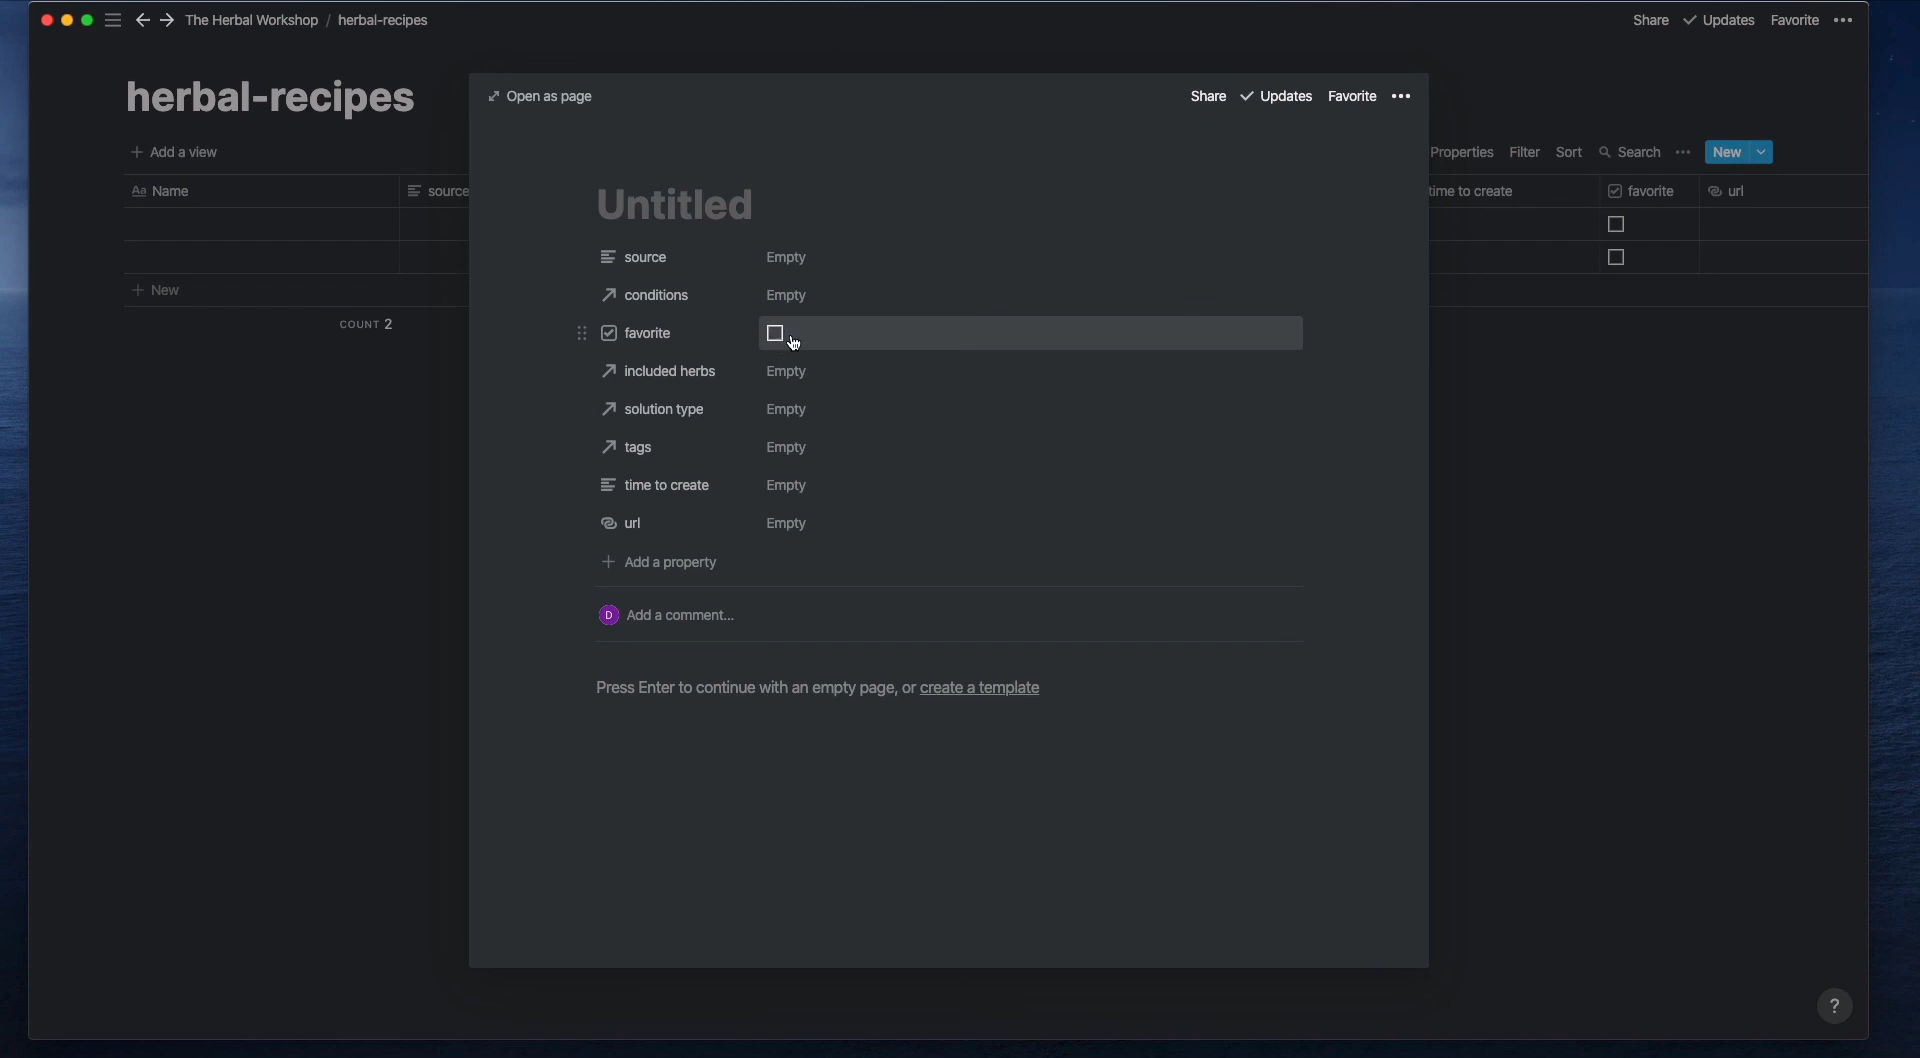 The Herbal Workshop / herbal-recipes
Share Updates Favorite
herbal-recipes
Add a view
Properties Filter Sort Search New
Aa Name source time to create favorite url
New
COUNT 2
Open as page Share Updates Favorite
Untitled
source Empty
conditions Empty
favorite
included herbs Empty
solution type Empty
tags Empty
time to create Empty
url Empty
Add a property
D Add a comment...
Press Enter to continue with an empty page, or create a template
?